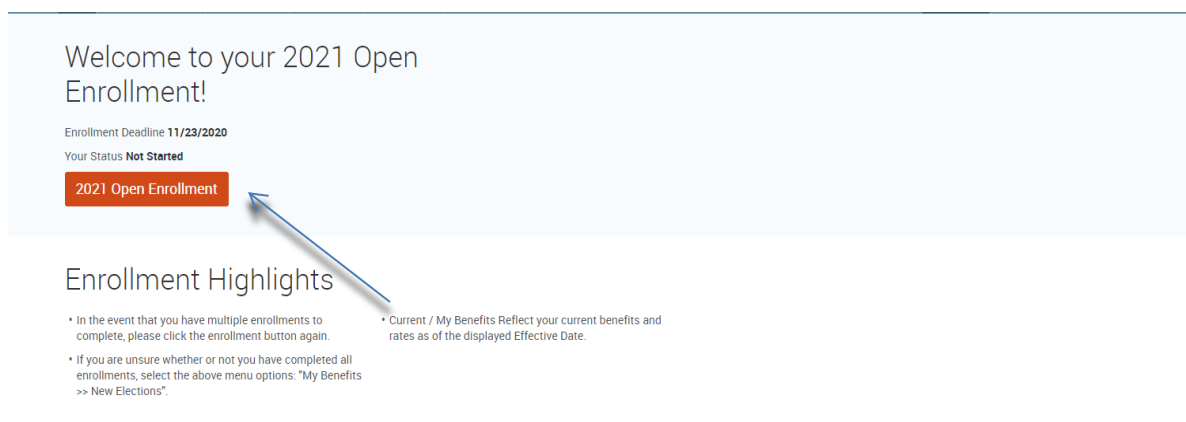 Welcome to your 2021 Open
Enrollment!
Enrollment Deadline 11/23/2020
Your Status Not Started
2021 Open Enrollment
Enrollment Highlights
• In the event that you have multiple enrollments to
complete, please click the enrollment button again.
• If you are unsure whether or not you have completed all
enrollments, select the above menu options: "My Benefits
>> New Elections".
• Current / My Benefits Reflect your current benefits and
rates as of the displayed Effective Date.